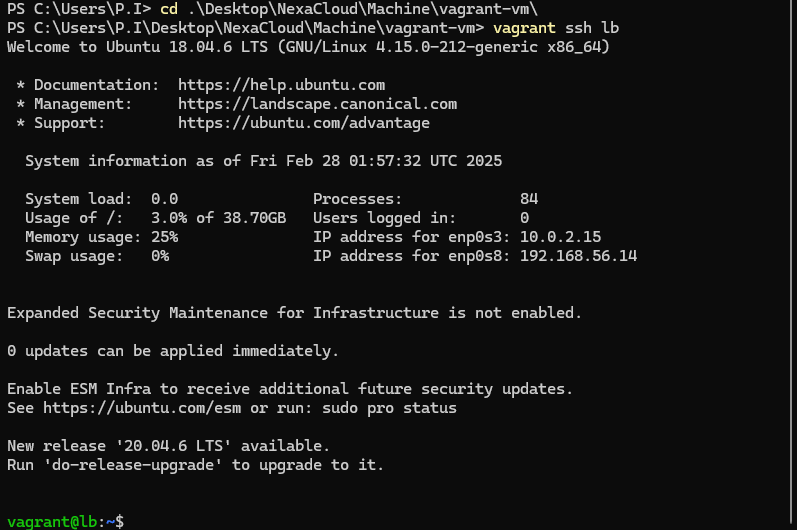 PS C:\Users\P.I> cd .\Desktop\NexaCloud\Machine\vagrant-vm\
PS C:\Users\P.I\Desktop\NexaCloud\Machine\vagrant-vm> vagrant ssh lb
Welcome to Ubuntu 18.04.6 LTS (GNU/Linux 4.15.0-212-generic x86_64)

 * Documentation:  https://help.ubuntu.com
 * Management:     https://landscape.canonical.com
 * Support:        https://ubuntu.com/advantage

  System information as of Fri Feb 28 01:57:32 UTC 2025

  System load:  0.0               Processes:             84
  Usage of /:   3.0% of 38.70GB   Users logged in:       0
  Memory usage: 25%               IP address for enp0s3: 10.0.2.15
  Swap usage:   0%                IP address for enp0s8: 192.168.56.14


Expanded Security Maintenance for Infrastructure is not enabled.

0 updates can be applied immediately.

Enable ESM Infra to receive additional future security updates.
See https://ubuntu.com/esm or run: sudo pro status

New release '20.04.6 LTS' available.
Run 'do-release-upgrade' to upgrade to it.


vagrant@lb:~$